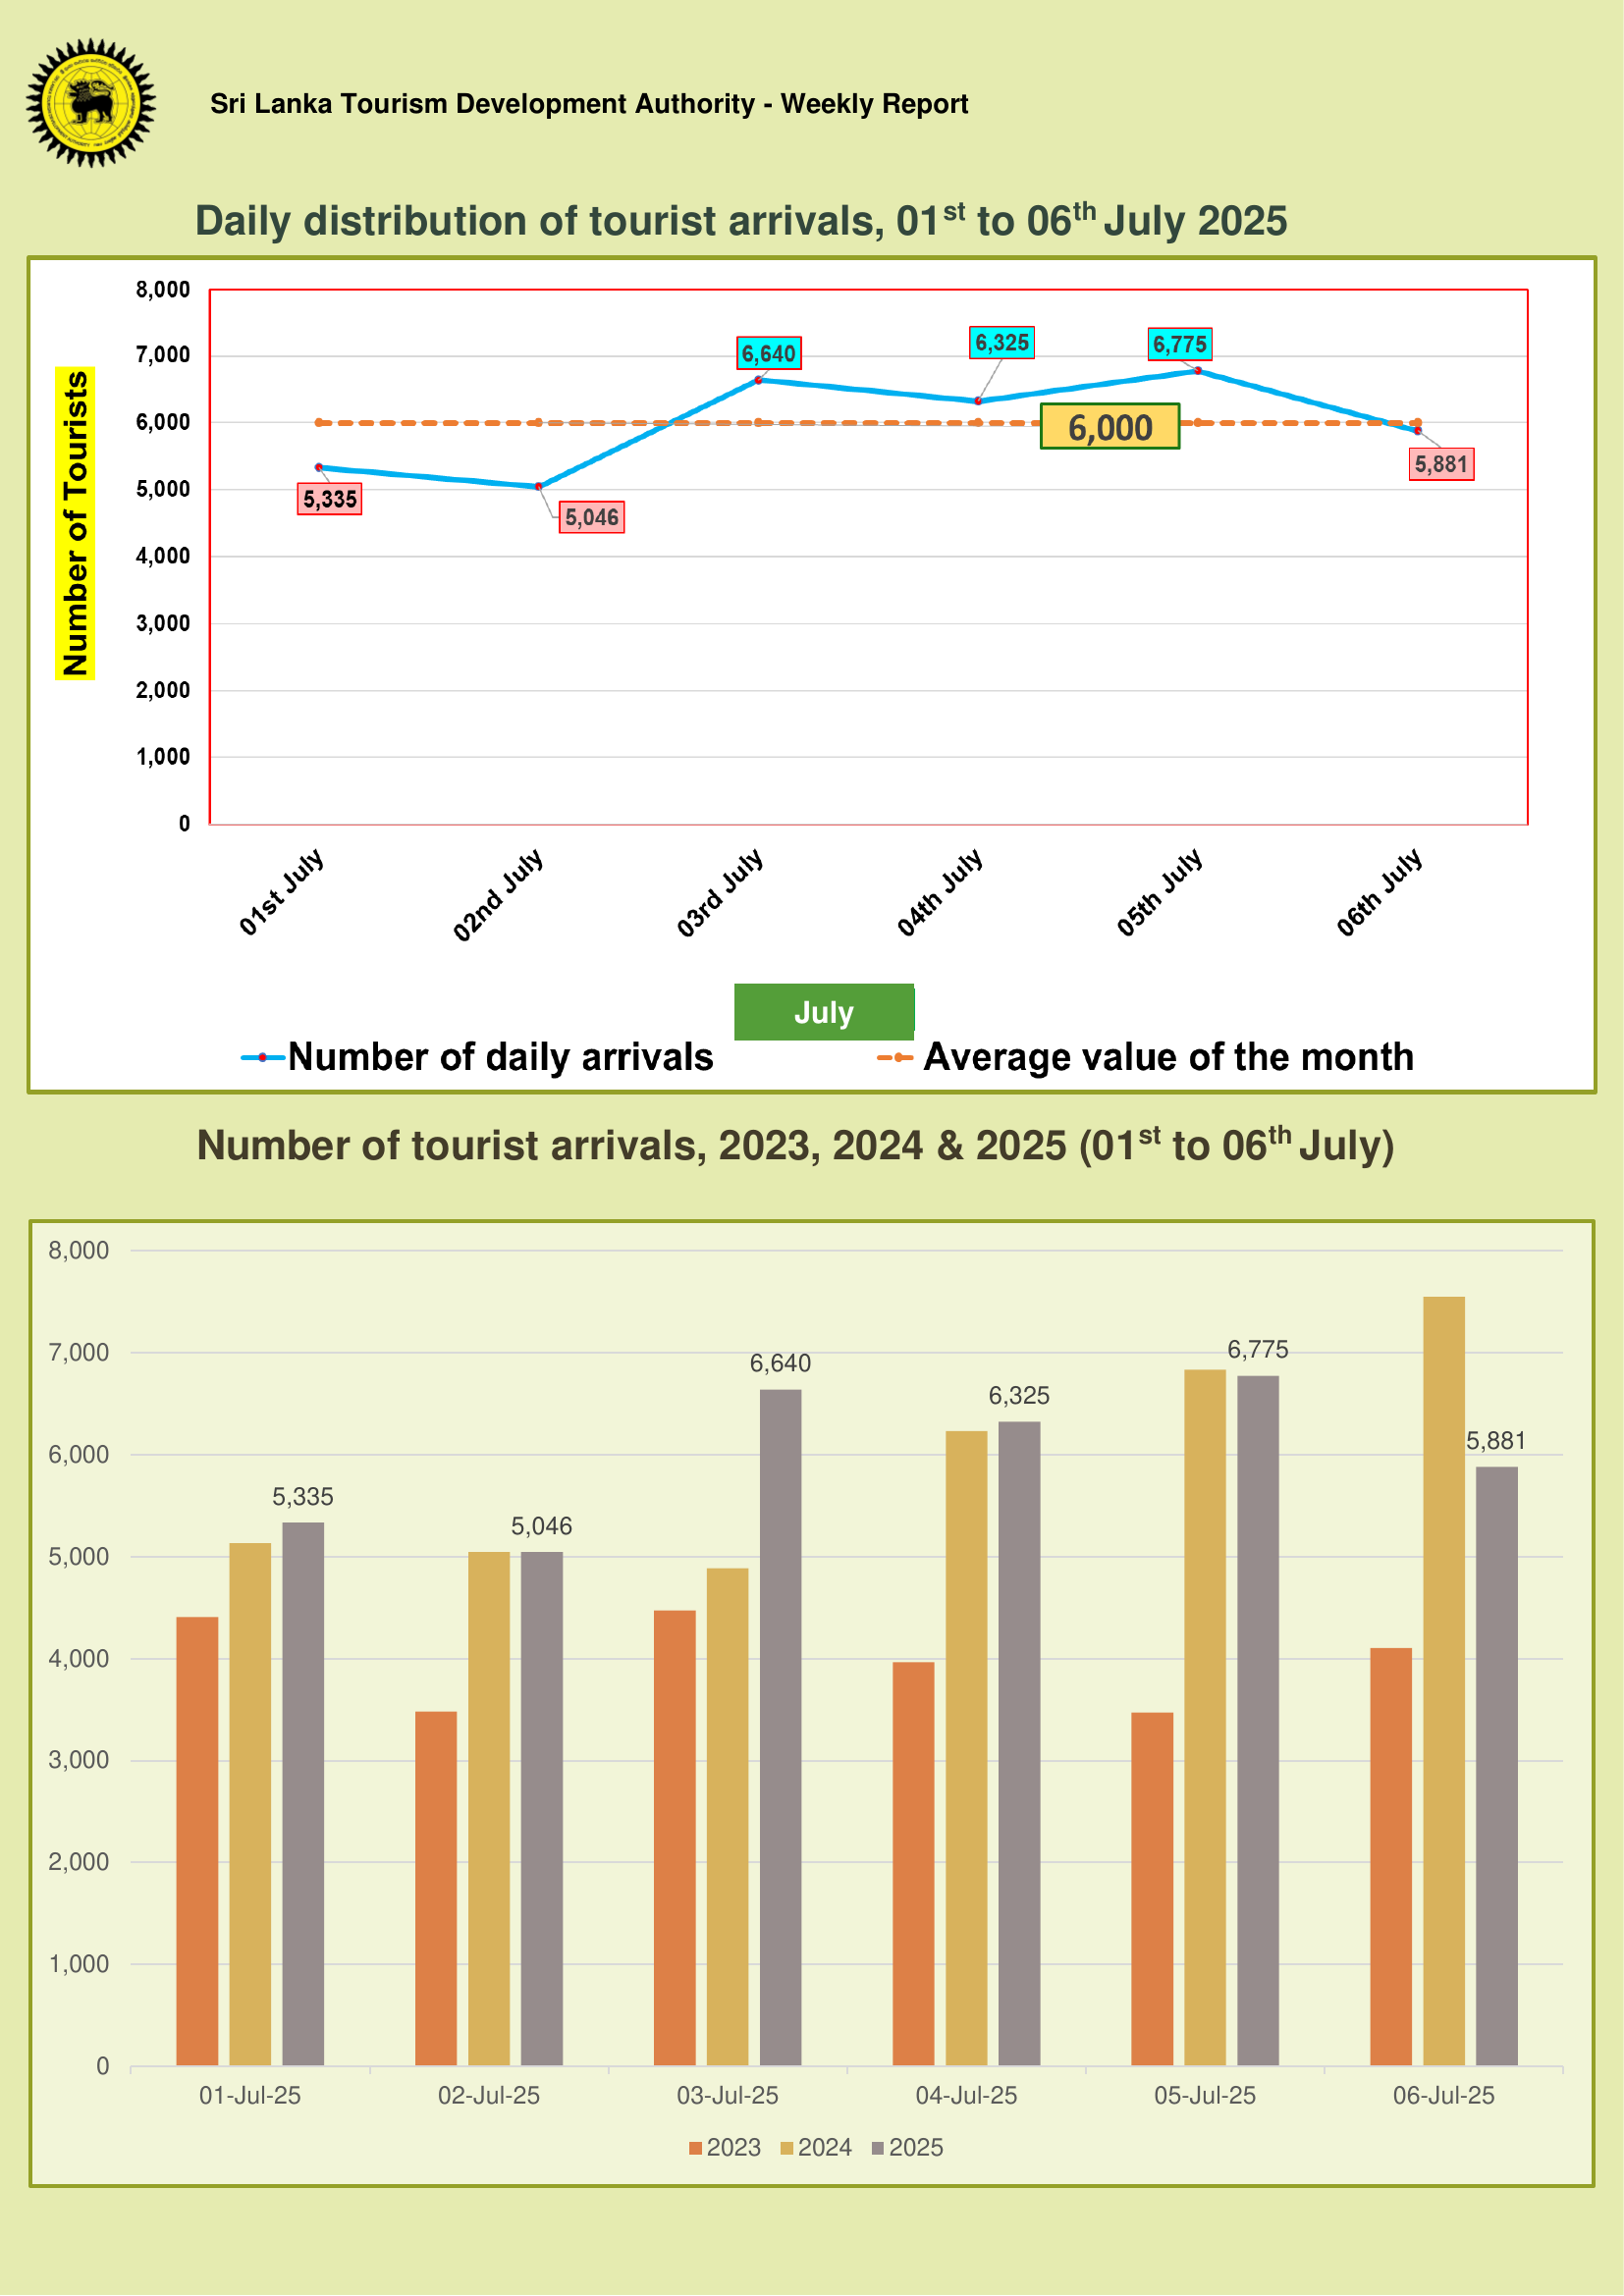 Sri Lanka Tourism Development Authority - Weekly Report
Daily distribution of tourist arrivals, 01st to 06th July 2025
Number of Tourists
8,000
7,000
6,000
5,000
4,000
3,000
2,000
1,000
0
5,335
5,046
6,640
6,325
6,775
5,881
6,000
01st July
02nd July
03rd July
04th July
05th July
06th July
July
Number of daily arrivals
Average value of the month
Number of tourist arrivals, 2023, 2024 & 2025 (01st to 06th July)
8,000
7,000
6,000
5,000
4,000
3,000
2,000
1,000
0
5,335
5,046
6,640
6,325
6,775
5,881
01-Jul-25
02-Jul-25
03-Jul-25
04-Jul-25
05-Jul-25
06-Jul-25
2023
2024
2025